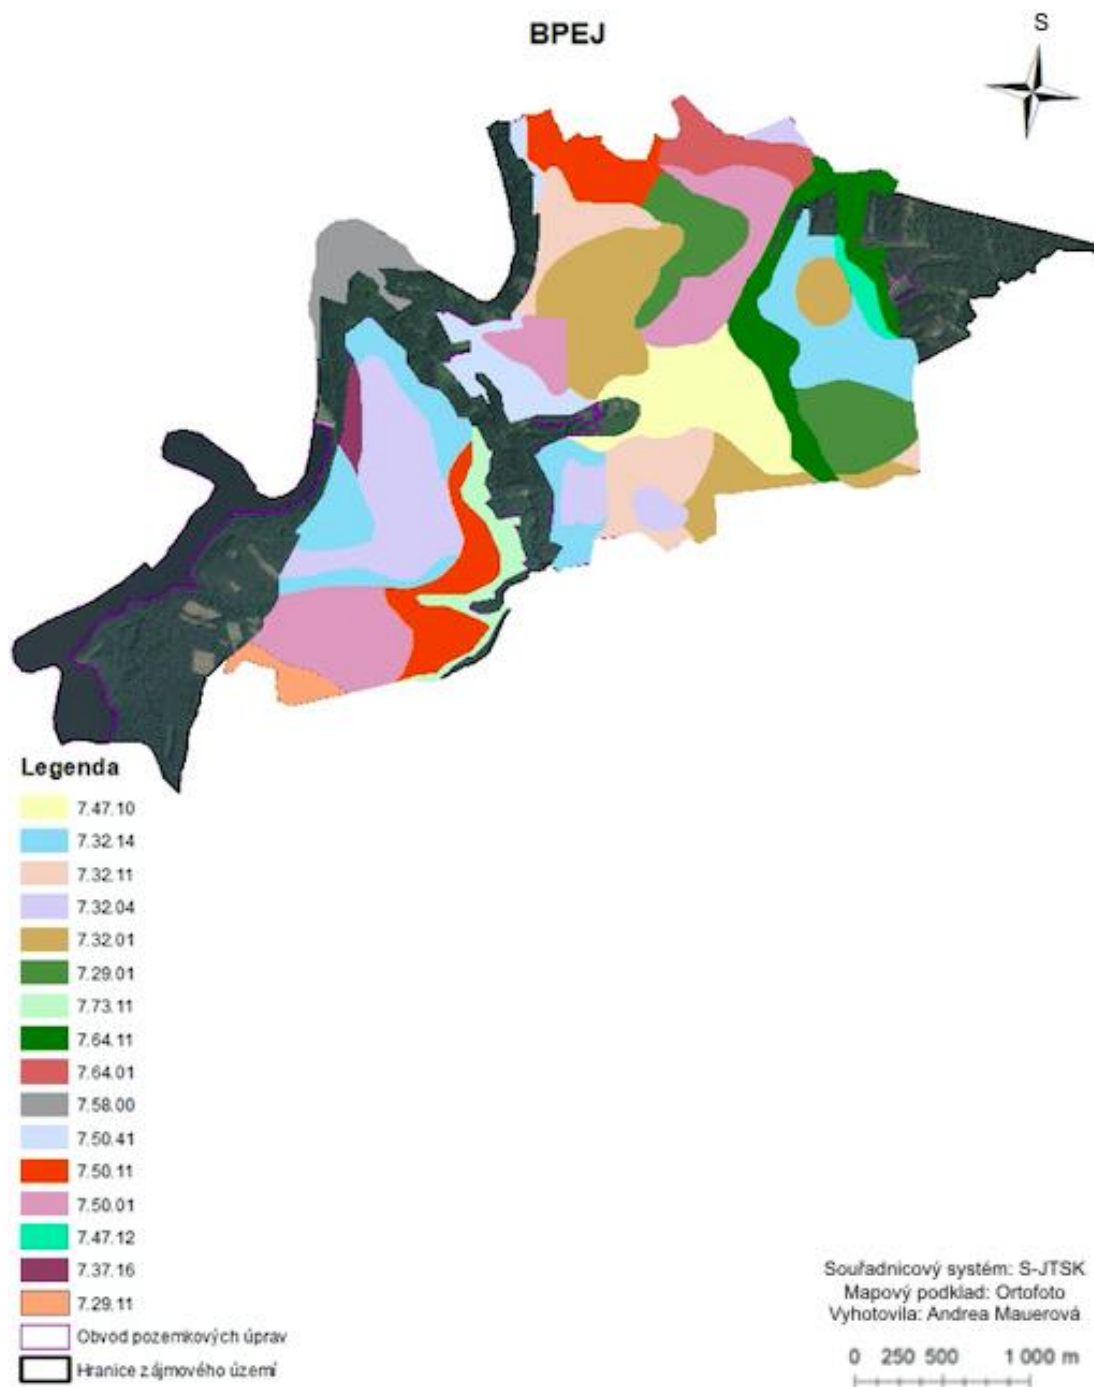 BPEJ
S
Legenda
7.47.10
7.32.14
7.32.11
7.32.04
7.32.01
7.29.01
7.73.11
7.64.11
7.64.01
7.58.00
7.50.41
7.50.11
7.50.01
7.47.12
7.37.16
7.29.11
Obvod pozemkových úprav
Hranice zájmového území
Souřadnicový systém: S-JTSK
Mapový podklad: Ortofoto
Vyhotovila: Andrea Mauerová
0 250 500 1 000 m